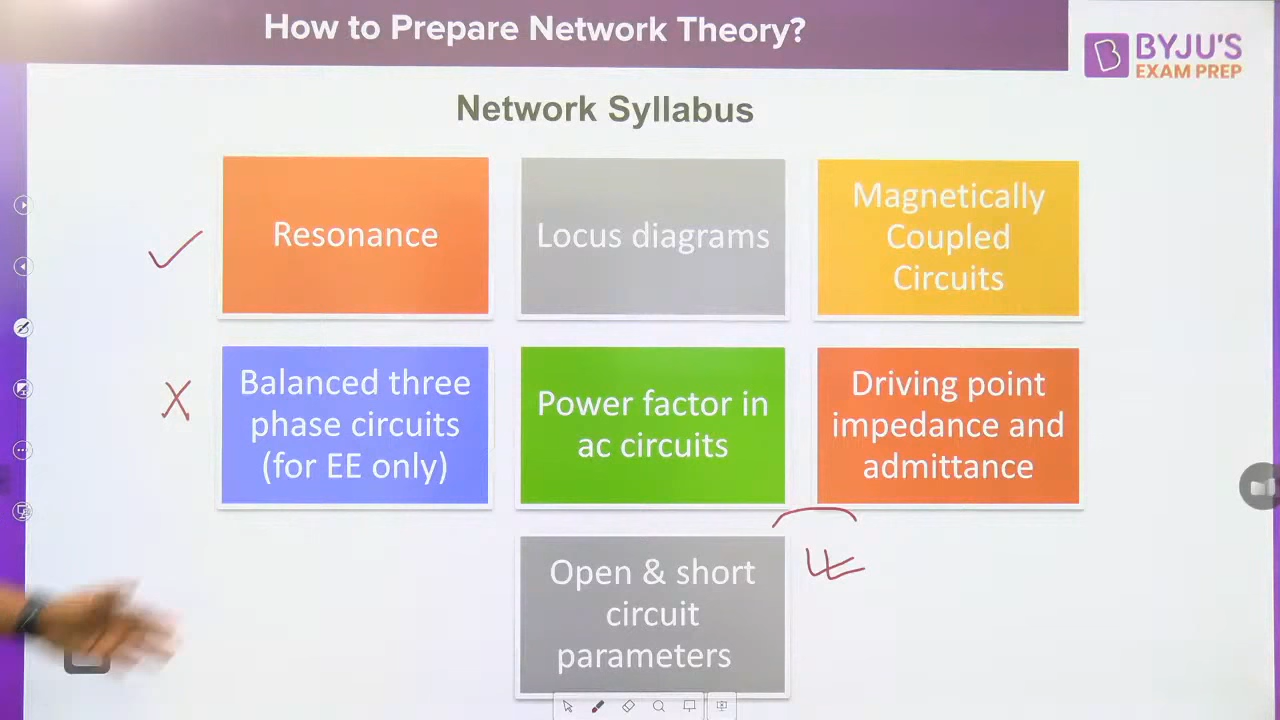 How to Prepare Network Theory?
BYJU'S
EXAM PREP
Network Syllabus
Resonance
Locus diagrams
Magnetically
Coupled
Circuits
Balanced three
phase circuits
(for EE only)
Power factor in
ac circuits
Driving point
impedance and
admittance
Open & short
circuit
parameters